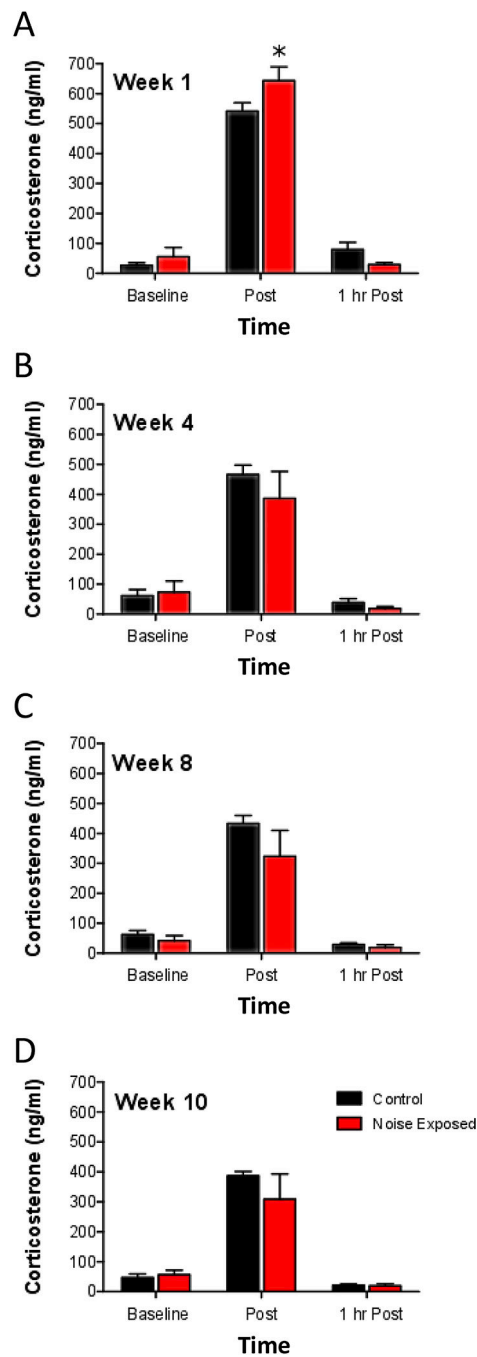 A
Week 1
*
Corticosterone (ng/ml)
700
600
500
400
300
200
100
0
Baseline Post 1 hr Post
Time
B
Week 4
Corticosterone (ng/ml)
700
600
500
400
300
200
100
0
Baseline Post 1 hr Post
Time
C
Week 8
Corticosterone (ng/ml)
700
600
500
400
300
200
100
0
Baseline Post 1 hr Post
Time
D
Week 10
Control
Noise Exposed
Corticosterone (ng/ml)
700
600
500
400
300
200
100
0
Baseline Post 1 hr Post
Time